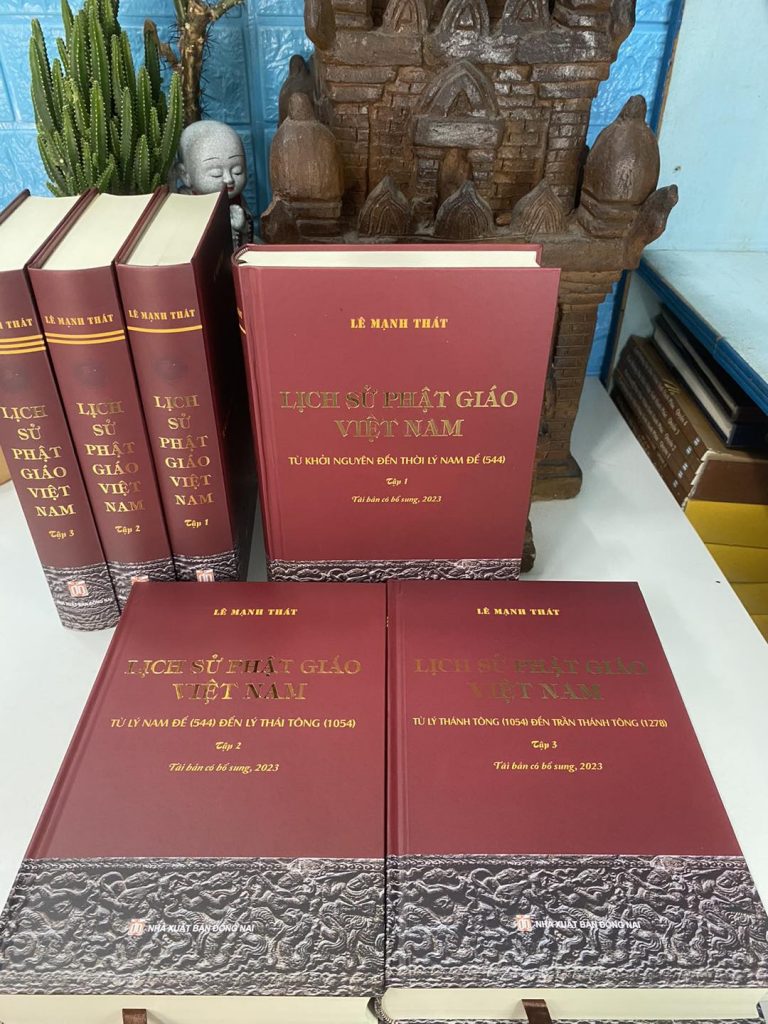 H THÁT
LỊCH
SỬ
PHẬT
GIÁO
VIỆT
NAM
Tập 3
NHÀ XUẤT BẢN ĐỒNG NAI
LÊ MẠNH THÁT
LỊCH
SỬ
PHẬT
GIÁO
VIỆT
NAM
Tập 2
LÊ MẠNH THÁT
LỊCH
SỬ
PHẬT
GIÁO
VIỆT
NAM
Tập 1
LÊ MẠNH THÁT
LỊCH SỬ PHẬT GIÁO
VIỆT NAM
TỪ KHỞI NGUYÊN ĐẾN THỜI LÝ NAM ĐẾ (544)
Tập 1
Tái bản có bổ sung, 2023
LÊ MẠNH THÁT
LỊCH SỬ PHẬT GIÁO
VIỆT NAM
TỪ LÝ NAM ĐẾ (544) ĐẾN LÝ THÁI TÔNG (1054)
Tập 2
Tái bản có bổ sung, 2023
NHÀ XUẤT BẢN ĐỒNG NAI
LÊ MẠNH THÁT
LỊCH SỬ PHẬT GIÁO
VIỆT NAM
TỪ LÝ THÁNH TÔNG (1054) ĐẾN TRẦN THÁNH TÔNG (1278)
Tập 3
Tái bản có bổ sung, 2023
NHÀ XUẤT BẢN ĐỒNG NAI